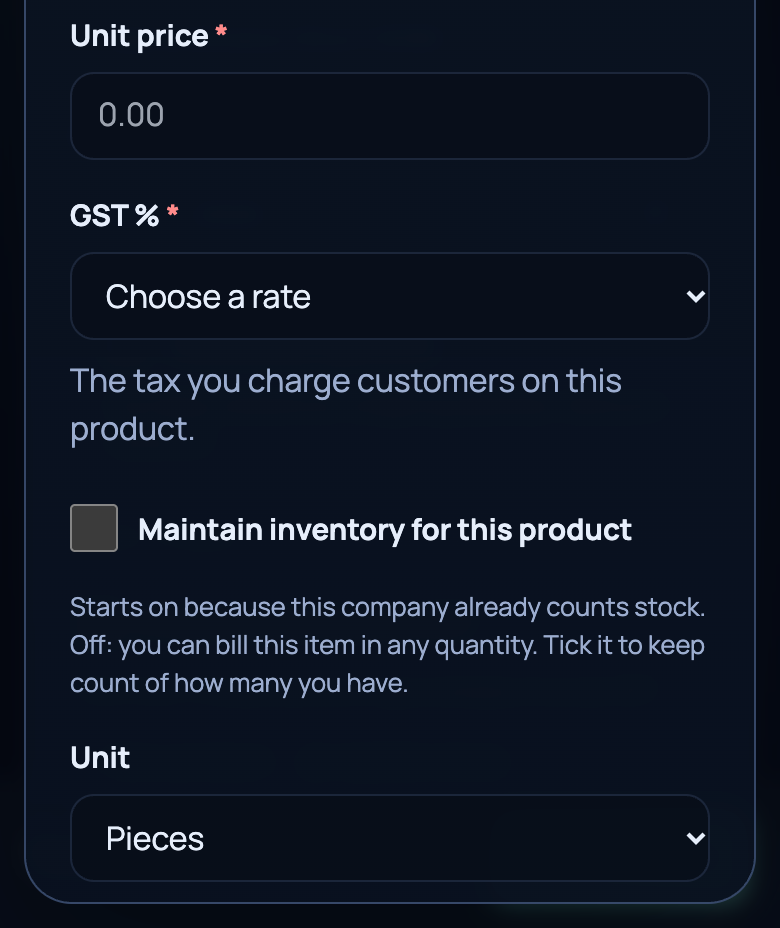 Unit price *
0.00
GST % *
Choose a rate
The tax you charge customers on this
product.
Maintain inventory for this product
Starts on because this company already counts stock.
Off: you can bill this item in any quantity. Tick it to keep
count of how many you have.
Unit
Pieces